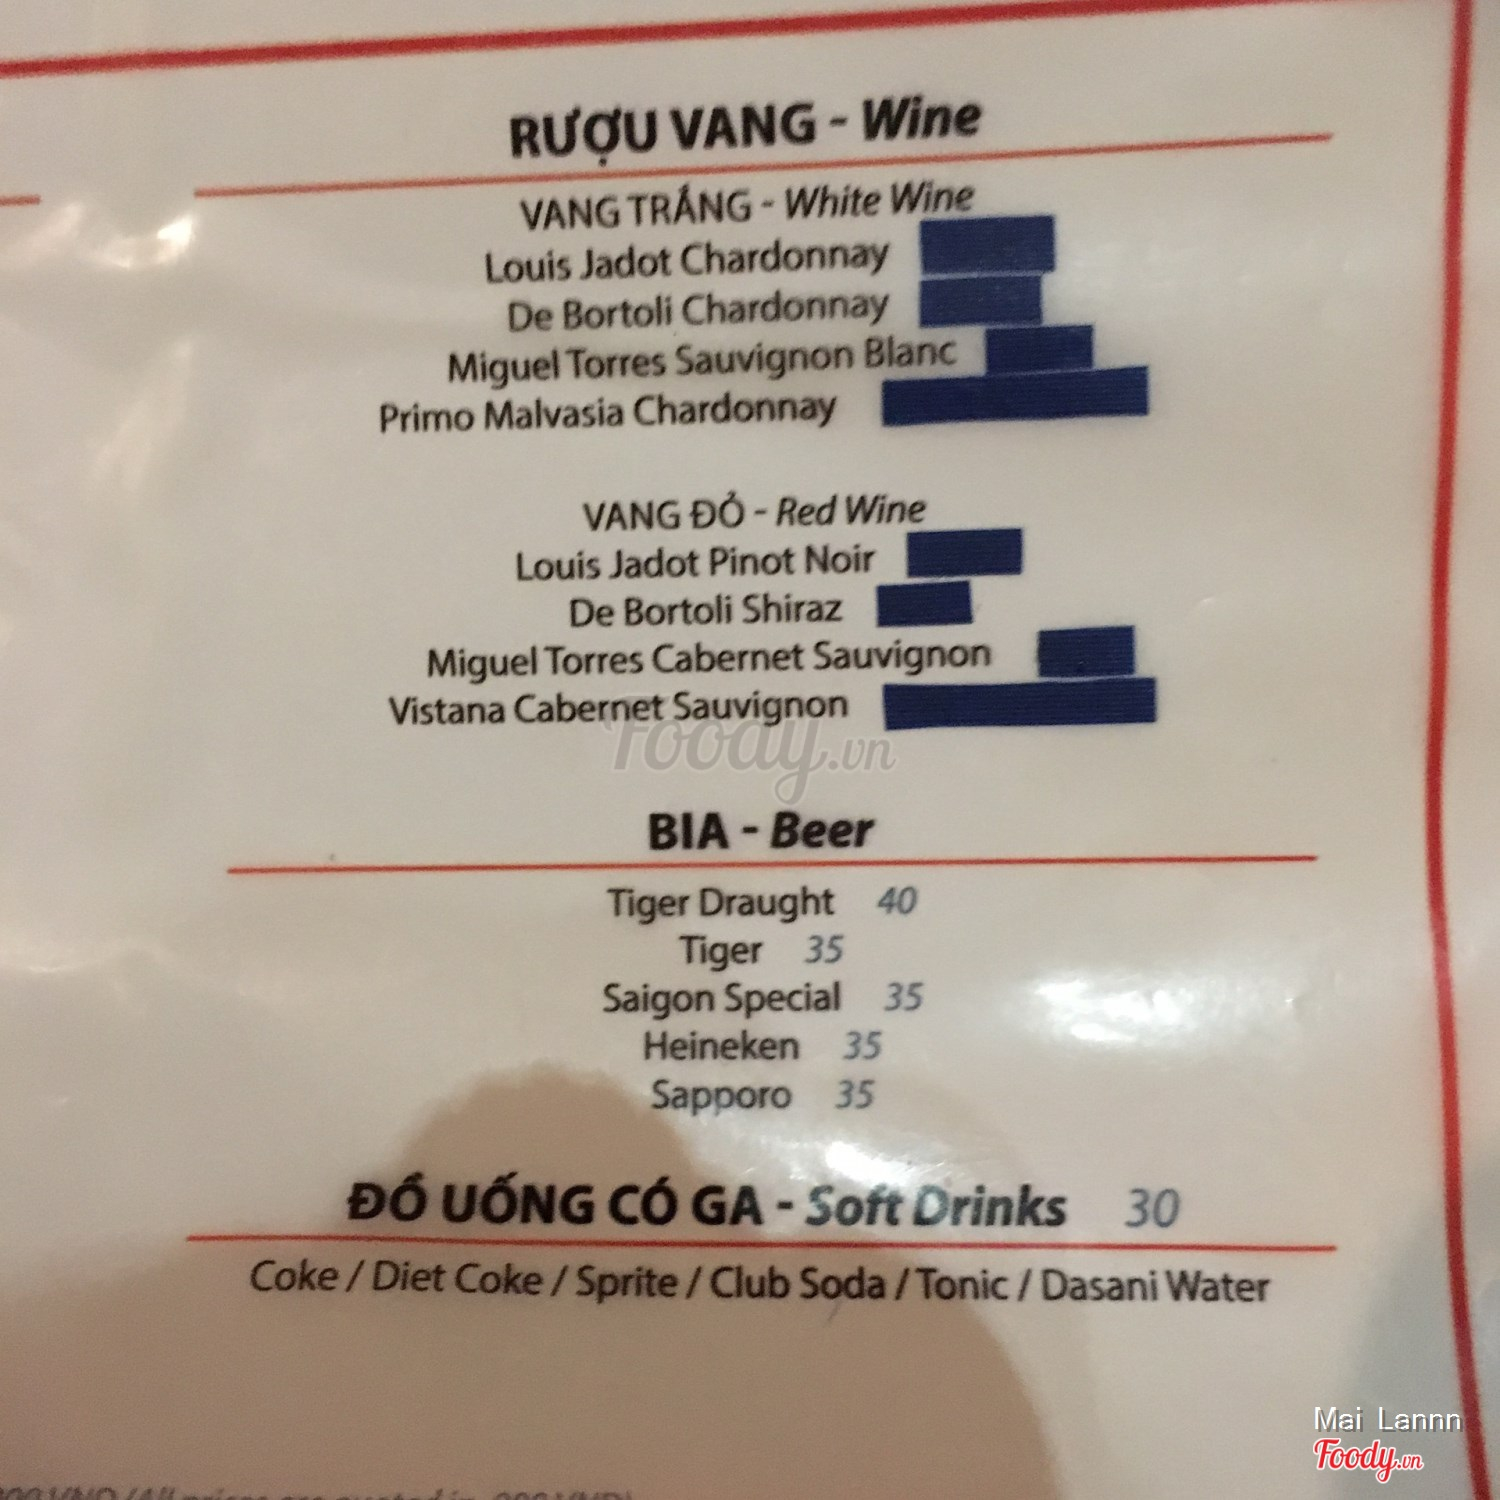 RƯỢU VANG - Wine
VANG TRẮNG - White Wine
Louis Jadot Chardonnay
De Bortoli Chardonnay
Miguel Torres Sauvignon Blanc
Primo Malvasia Chardonnay
VANG ĐỎ - Red Wine
Louis Jadot Pinot Noir
De Bortoli Shiraz
Miguel Torres Cabernet Sauvignon
Vistana Cabernet Sauvignon
Foody.vn
BIA - Beer
Tiger Draught 40
Tiger 35
Saigon Special 35
Heineken 35
Sapporo 35
ĐỒ UỐNG CÓ GA - Soft Drinks 30
Coke / Diet Coke / Sprite / Club Soda / Tonic / Dasani Water
Mai Lannn
Foody.vn